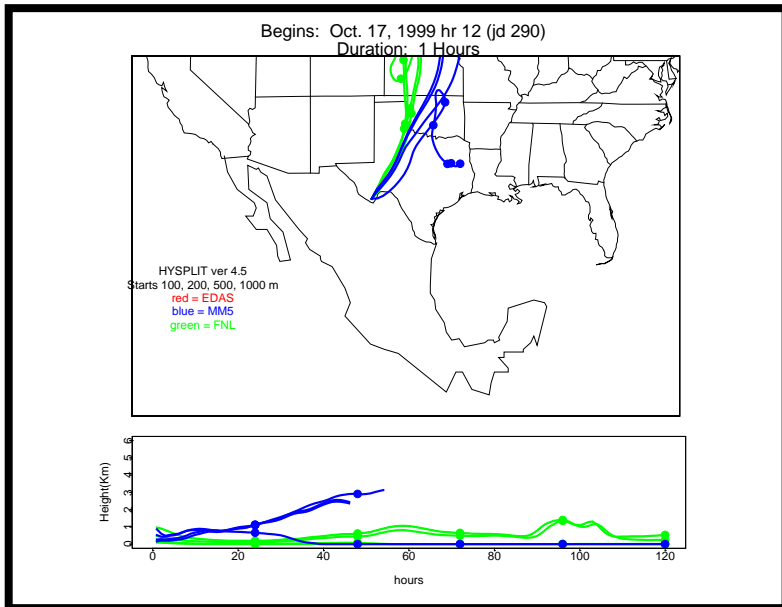 Begins:  Oct. 17, 1999 hr 12 (jd 290)
Duration:  1 Hours
HYSPLIT ver 4.5
Starts 100, 200, 500, 1000 m
red = EDAS
blue = MM5
green = FNL
Height(Km)
0 1 2 3 4 5 6
0 20 40 60 80 100 120
hours